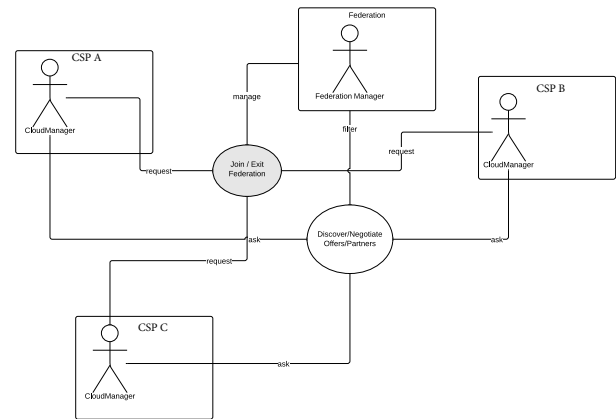 Federation
Federation Manager
CSP A
CloudManager
CSP B
CloudManager
manage
filter
request
request
Join / Exit
Federation
Discover/Negotiate
Offers/Partners
ask
ask
request
CSP C
CloudManager
ask